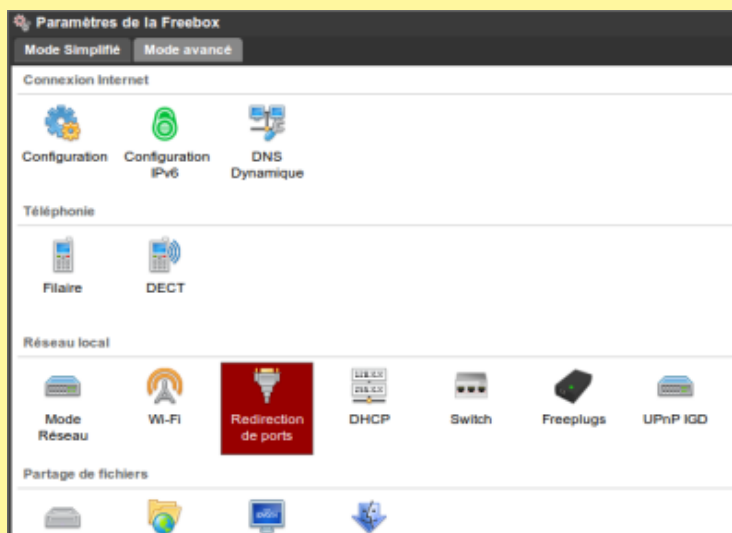 Paramètres de la Freebox
Mode Simplifié Mode avancé
Connexion Internet
Configuration Configuration IPv6 DNS Dynamique
Téléphonie
Filaire DECT
Réseau local
Mode Réseau Wi-Fi Redirection de ports DHCP Switch Freeplugs UPnP IGD
Partage de fichiers